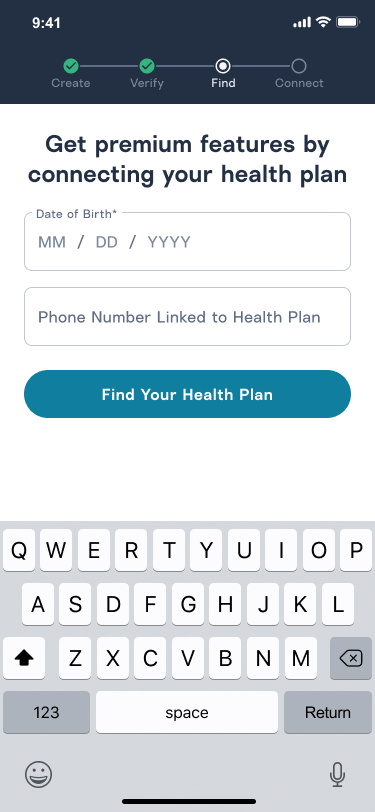 9:41
Create Verify Find Connect
Get premium features by
connecting your health plan
Date of Birth*
MM / DD / YYYY
Phone Number Linked to Health Plan
Find Your Health Plan
Q W E R T Y U I O P
A S D F G H J K L
Z X C V B N M
123 space Return